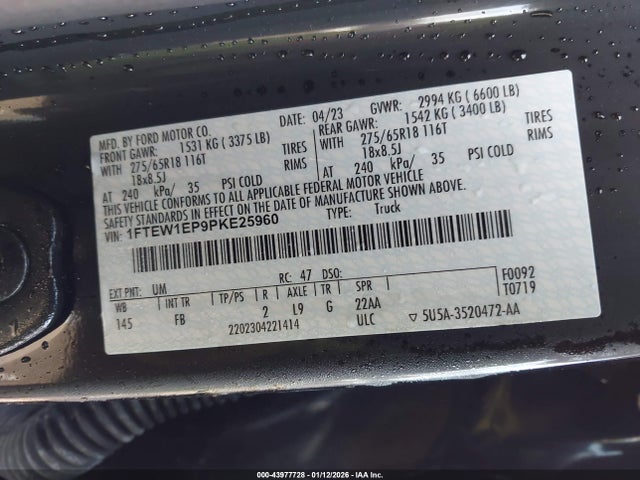 MFD. BY FORD MOTOR CO. DATE: 04/23 GVWR: 2994 KG ( 6600 LB)
FRONT GAWR: 1531 KG ( 3375 LB) REAR GAWR: 1542 KG ( 3400 LB)
WITH 275/65R18 116T TIRES WITH 275/65R18 116T TIRES
18x8.5J RIMS 18x8.5J RIMS
AT 240 kPa/ 35 PSI COLD AT 240 kPa/ 35 PSI COLD
THIS VEHICLE CONFORMS TO ALL APPLICABLE FEDERAL MOTOR VEHICLE
SAFETY STANDARDS IN EFFECT ON THE DATE OF MANUFACTURE SHOWN ABOVE.
VIN: 1FTEW1EP9PKE25960 TYPE: Truck
F0092
T0719
EXT PNT: UM RC: 47 DSO:
WB INT TR TP/PS R AXLE TR SPR
145 FB 2 L9 G 22AA
2202304221414 ULC ▽ 5U5A-3520472-AA
000-43977728 - 01/12/2026 - IAA Inc.